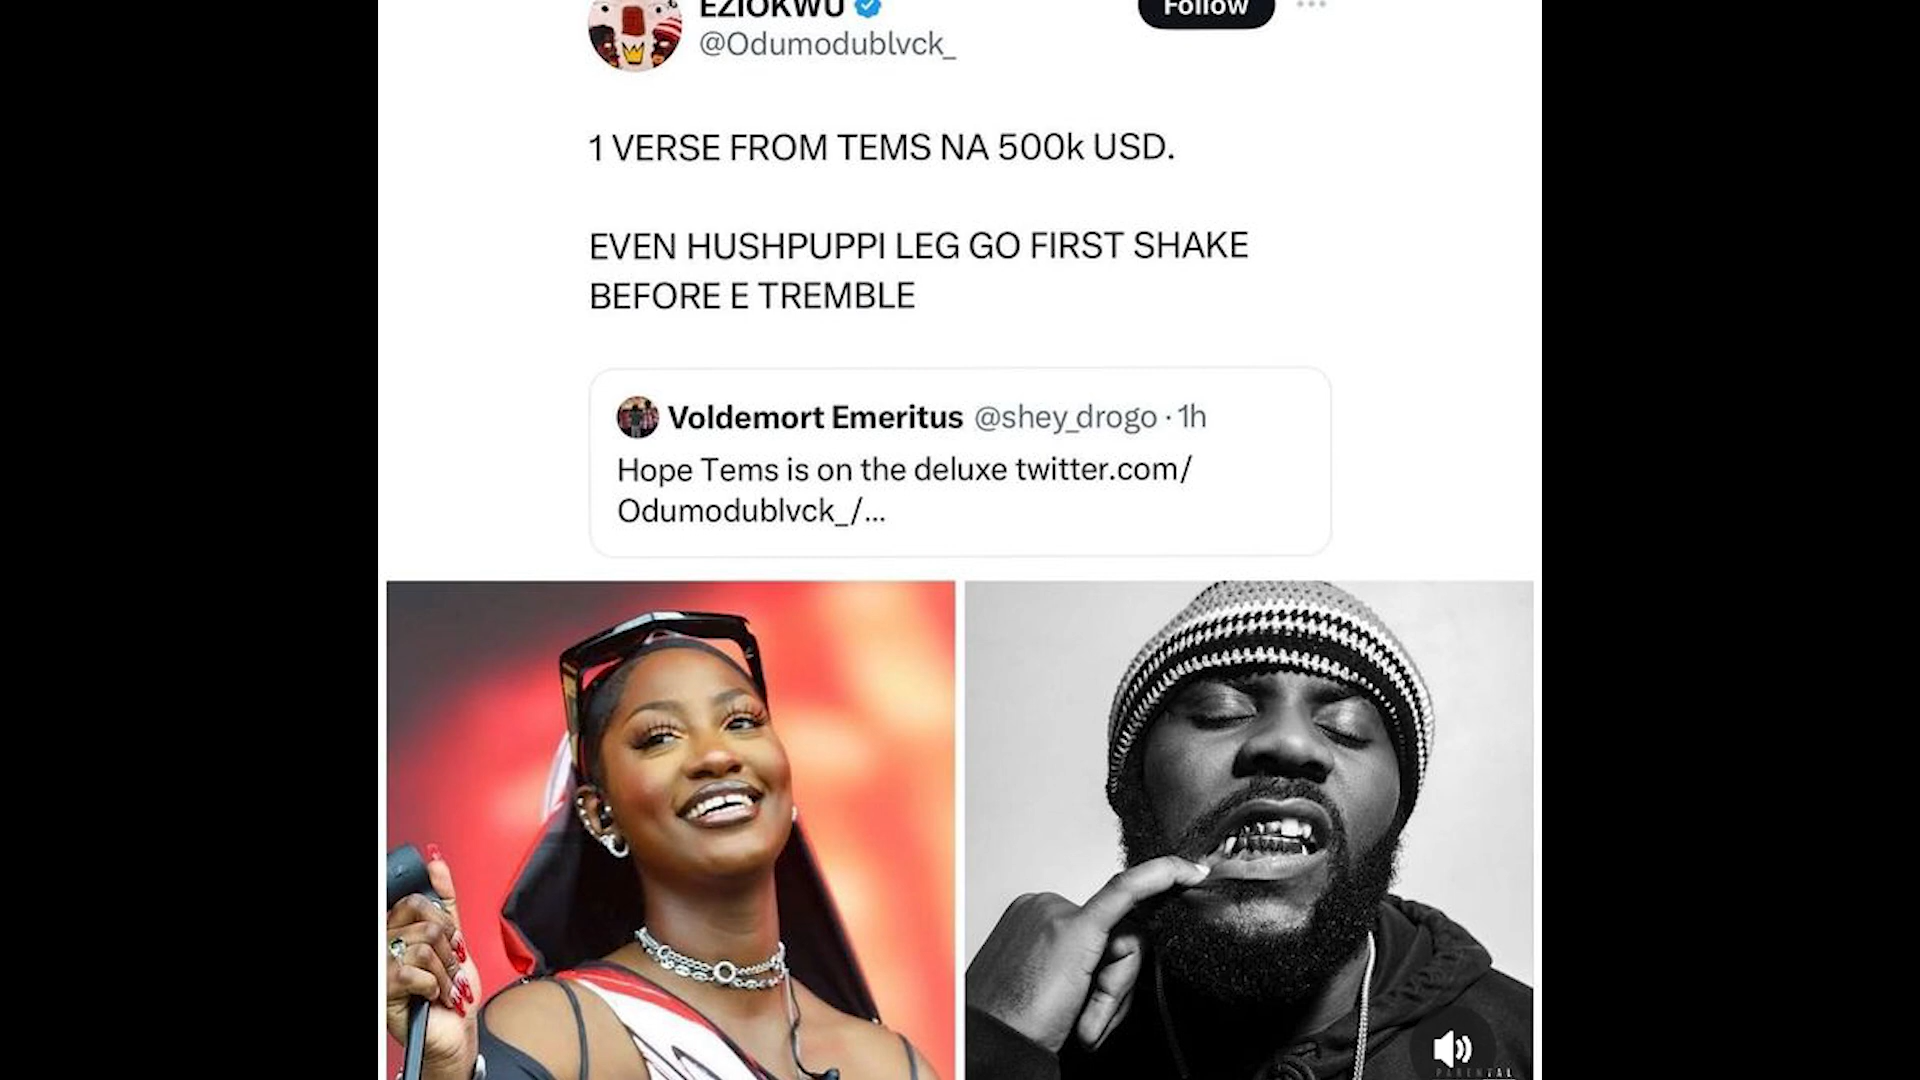 EZIOKWU
Follow
@Odumodublvck_
1 VERSE FROM TEMS NA 500k USD.
EVEN HUSHPUPPI LEG GO FIRST SHAKE
BEFORE E TREMBLE
Voldemort Emeritus @shey_drogo · 1h
Hope Tems is on the deluxe twitter.com/
Odumodublvck_/...
PARENTAL